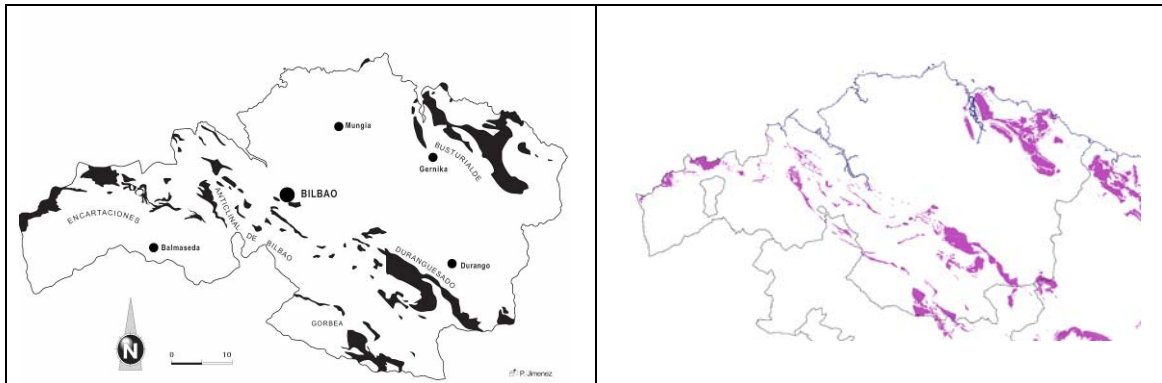 Mungia
BUSTURIALDE
Gernika
BILBAO
ENCARTACIONES
ANTICLINAL DE BILBAO
Balmaseda
DURANGUESADO
Durango
GORBEA
N
0 10
P. Jimenez